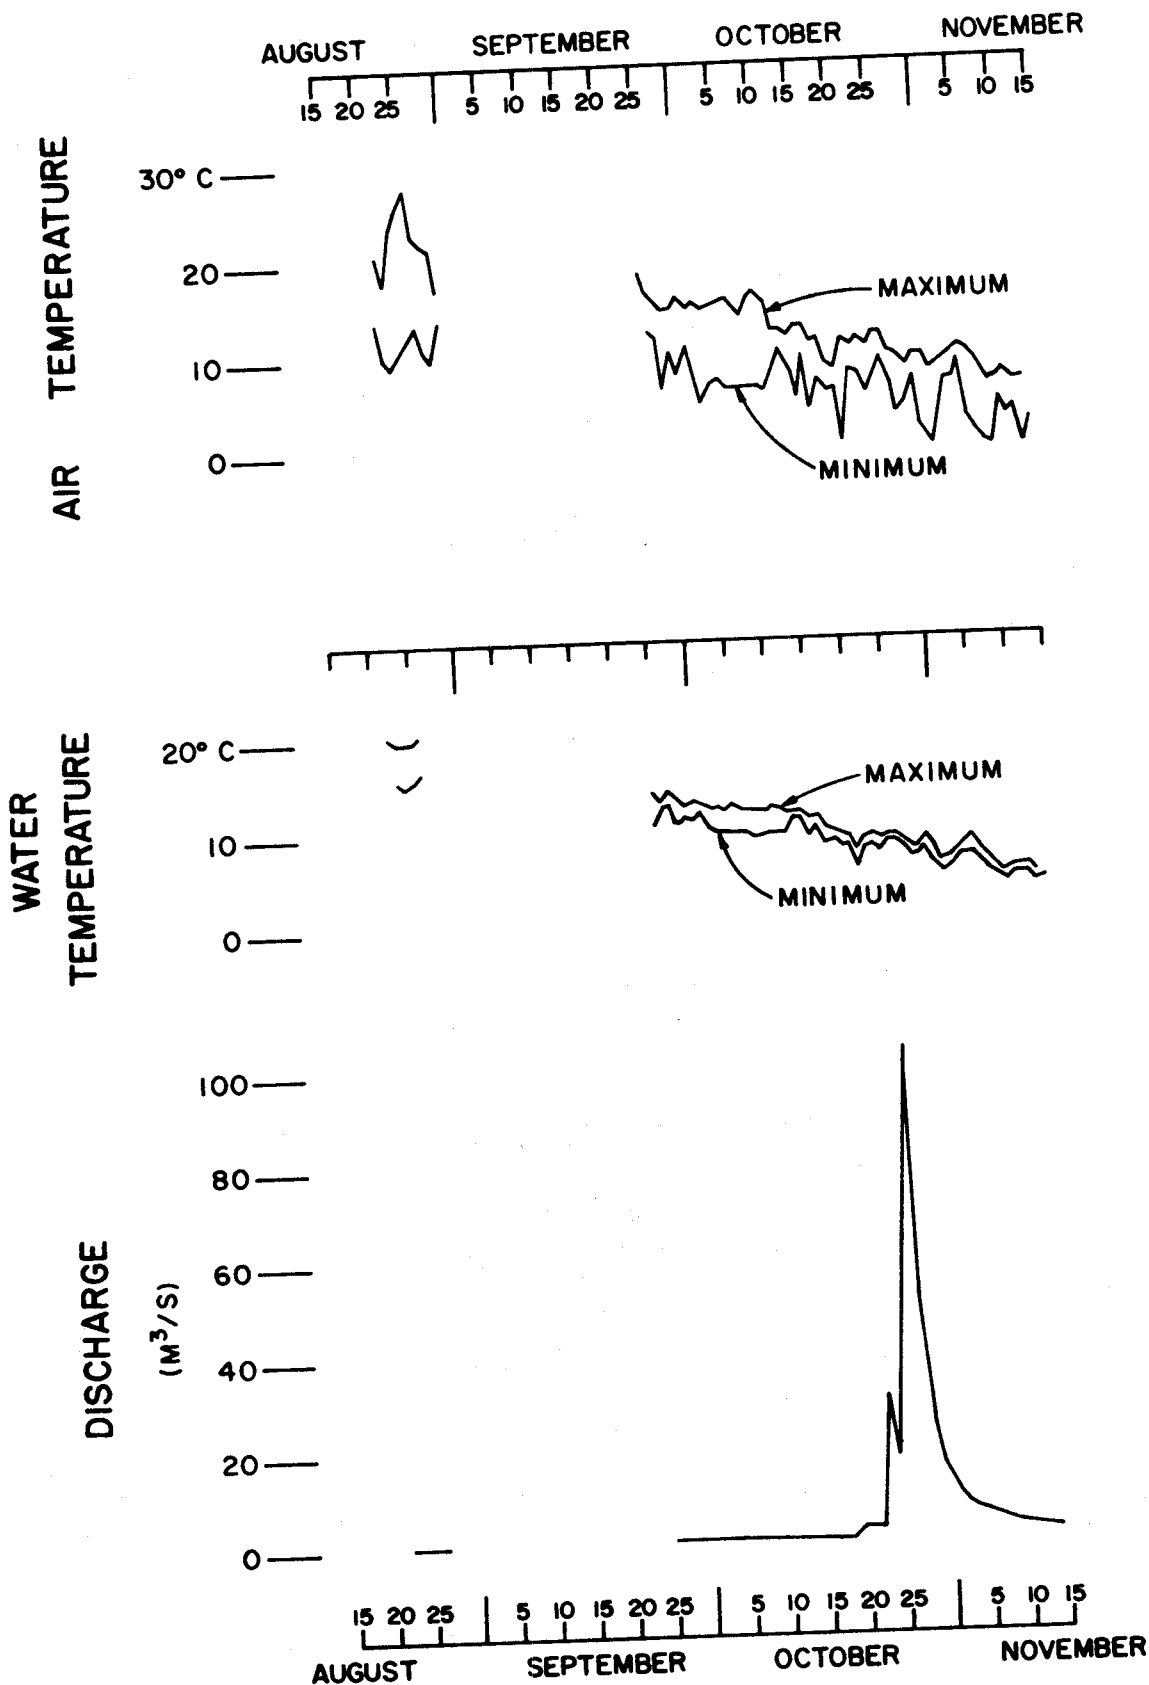 AUGUST SEPTEMBER OCTOBER NOVEMBER
15 20 25 5 10 15 20 25 5 10 15 20 25 5 10 15
AIR TEMPERATURE
30° C
20
10
0
MAXIMUM
MINIMUM
WATER
TEMPERATURE
20° C
10
0
MAXIMUM
MINIMUM
DISCHARGE
(M³/S)
100
80
60
40
20
0
15 20 25 5 10 15 20 25 5 10 15 20 25 5 10 15
AUGUST SEPTEMBER OCTOBER NOVEMBER